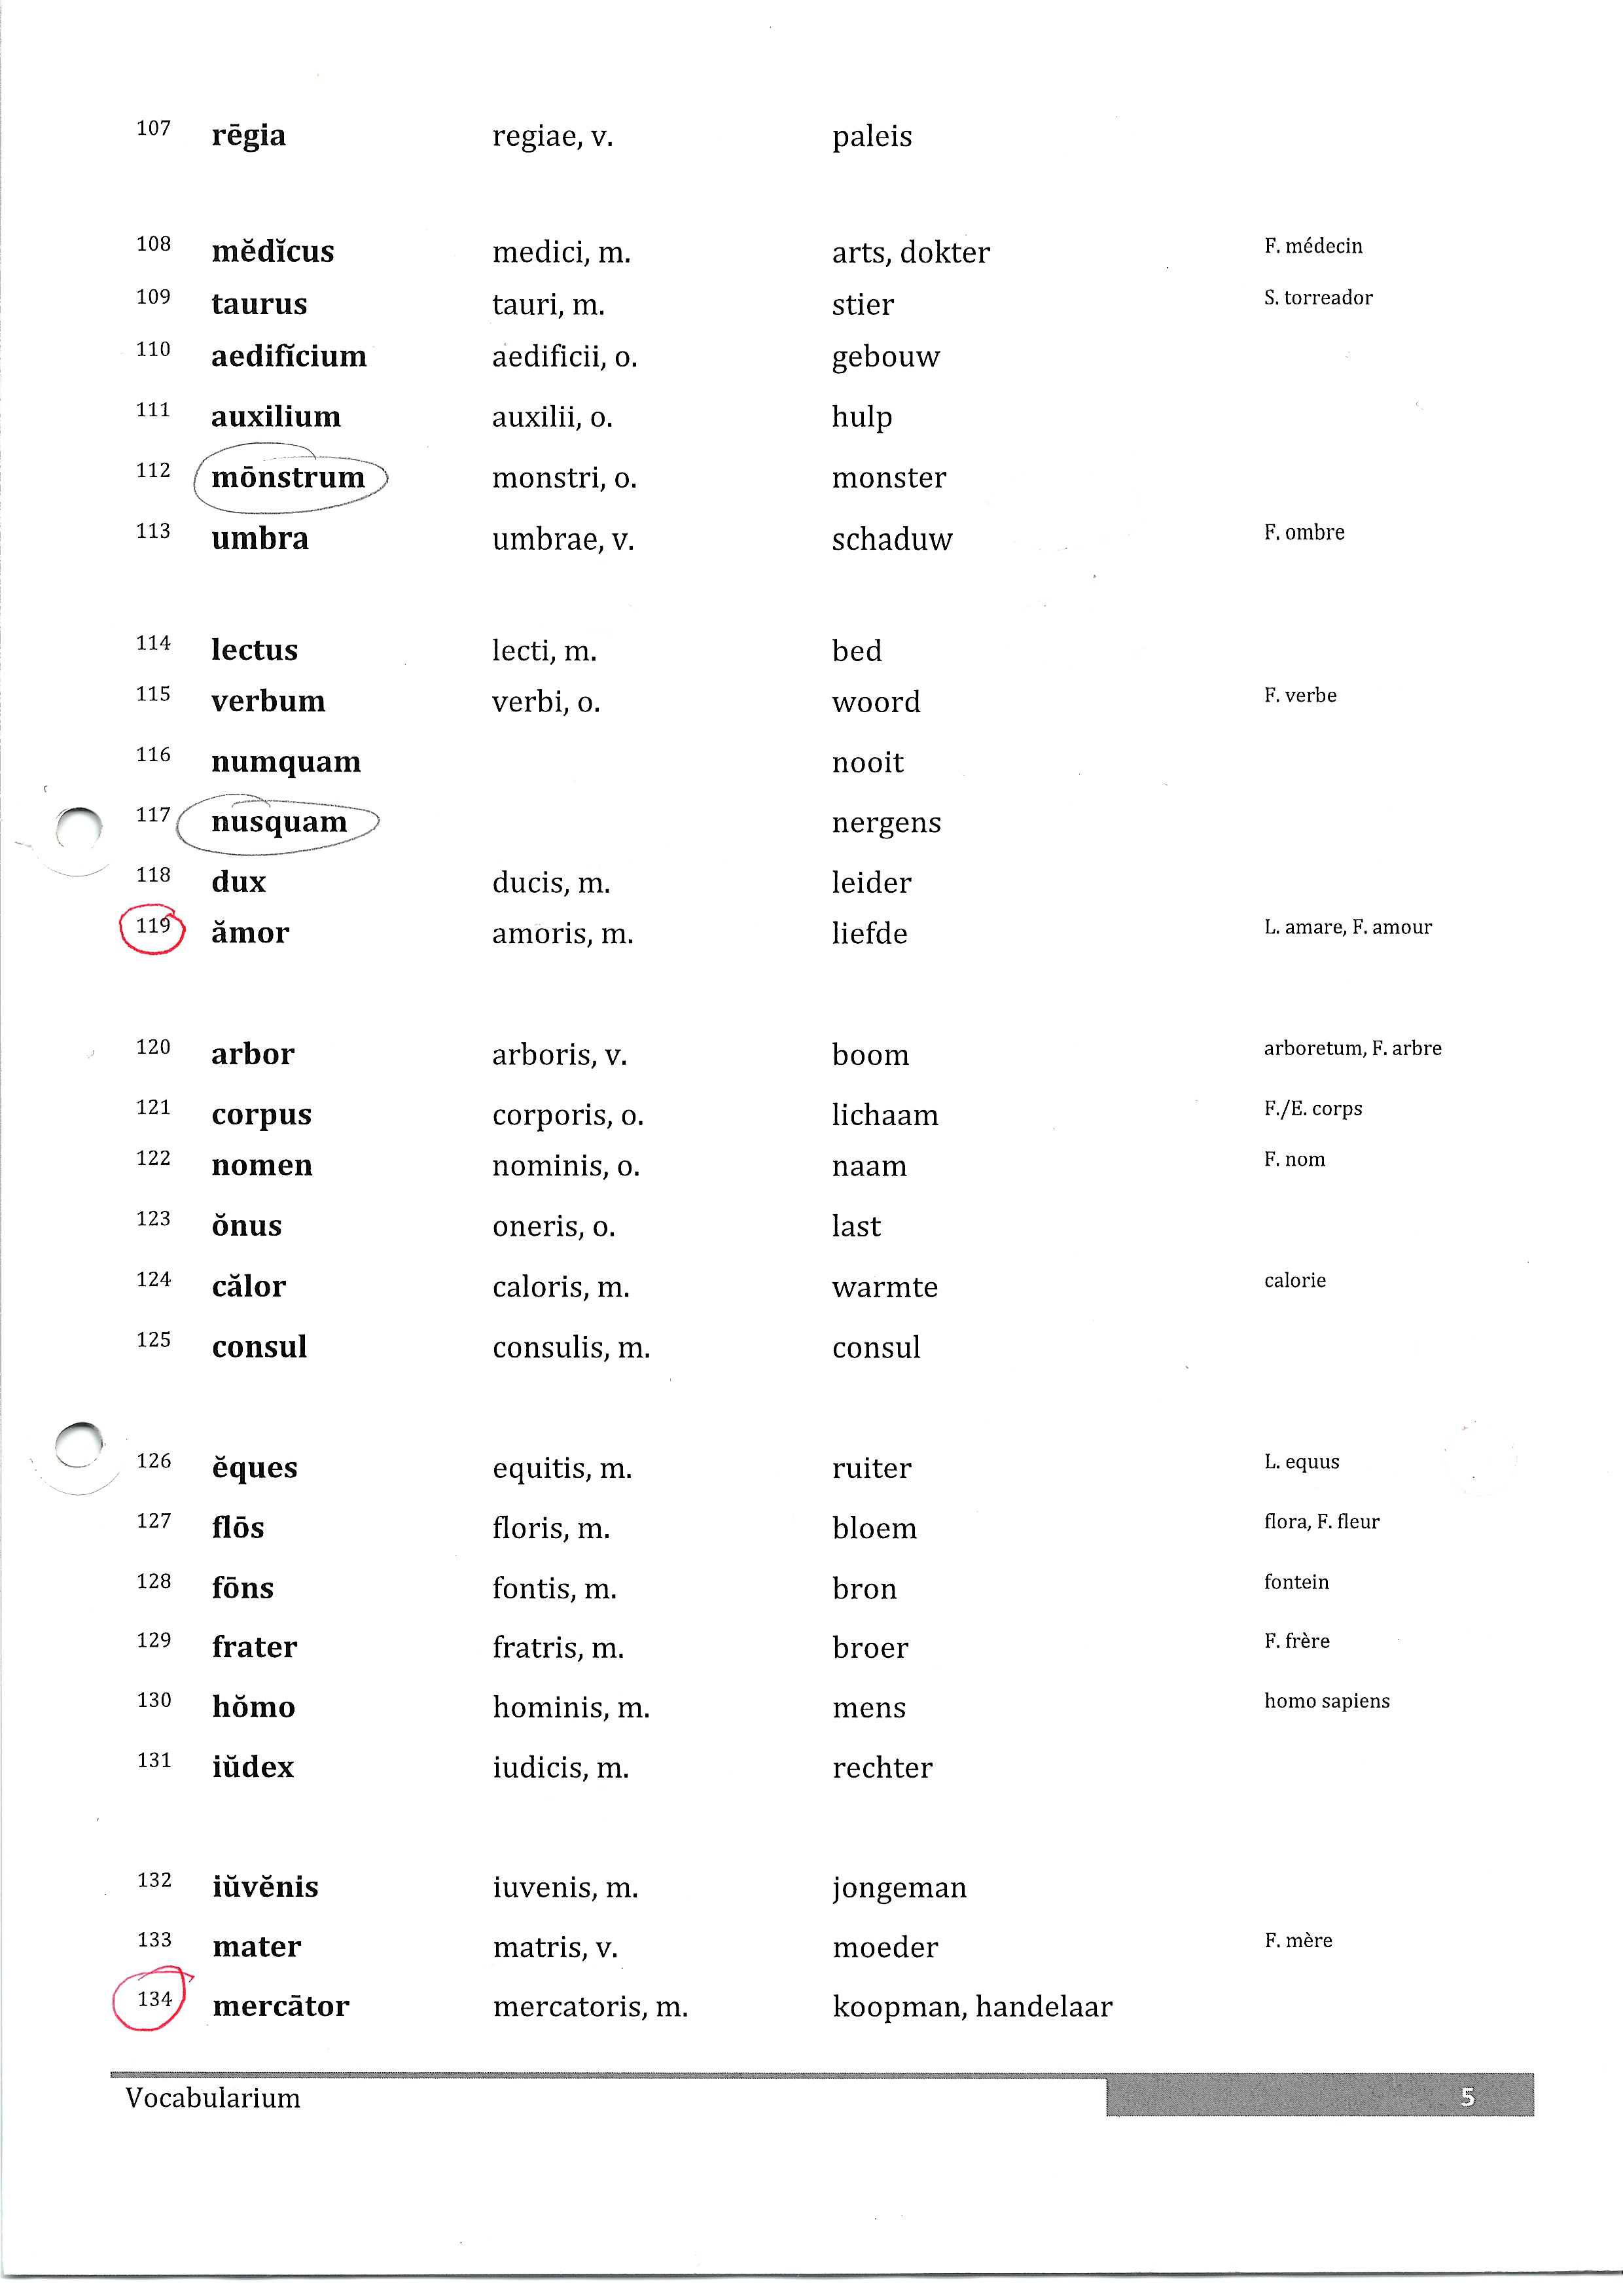 107 rēgia regiae, v. paleis
108 mĕdĭcus medici, m. arts, dokter F. médecin
109 taurus tauri, m. stier S. torreador
110 aedifĭcium aedificii, o. gebouw
111 auxilium auxilii, o. hulp
112 mōnstrum monstri, o. monster
113 umbra umbrae, v. schaduw F. ombre
114 lectus lecti, m. bed
115 verbum verbi, o. woord F. verbe
116 numquam nooit
117 nusquam nergens
118 dux ducis, m. leider
119 ămor amoris, m. liefde L. amare, F. amour
120 arbor arboris, v. boom arboretum, F. arbre
121 corpus corporis, o. lichaam F./E. corps
122 nomen nominis, o. naam F. nom
123 ŏnus oneris, o. last
124 călor caloris, m. warmte calorie
125 consul consulis, m. consul
126 ĕques equitis, m. ruiter L. equus
127 flōs floris, m. bloem flora, F. fleur
128 fōns fontis, m. bron fontein
129 frater fratris, m. broer F. frère
130 hŏmo hominis, m. mens homo sapiens
131 iŭdex iudicis, m. rechter
132 iŭvĕnis iuvenis, m. jongeman
133 mater matris, v. moeder F. mère
134 mercātor mercatoris, m. koopman, handelaar
Vocabularium 5